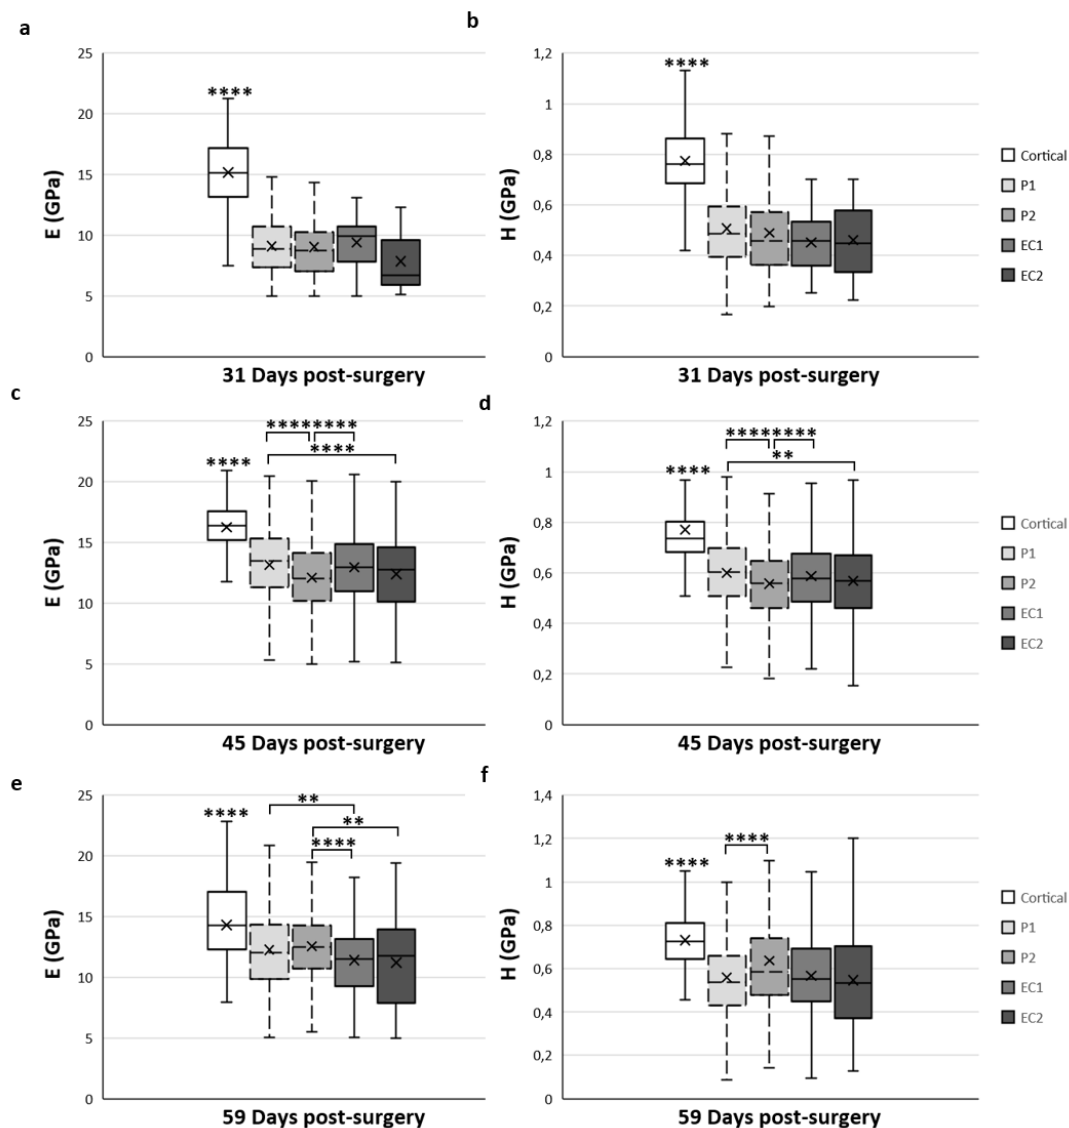 a
25
20
15
10
5
0
E (GPa)
****
31 Days post-surgery
b
1,2
1
0,8
0,6
0,4
0,2
0
H (GPa)
****
31 Days post-surgery
Cortical
P1
P2
EC1
EC2
c
25
20
15
10
5
0
E (GPa)
****
**** ****
****
45 Days post-surgery
d
1,2
1
0,8
0,6
0,4
0,2
0
H (GPa)
****
**** ****
**
45 Days post-surgery
Cortical
P1
P2
EC1
EC2
e
25
20
15
10
5
0
E (GPa)
****
**
**
****
59 Days post-surgery
f
1,4
1,2
1
0,8
0,6
0,4
0,2
0
H (GPa)
****
****
59 Days post-surgery
Cortical
P1
P2
EC1
EC2